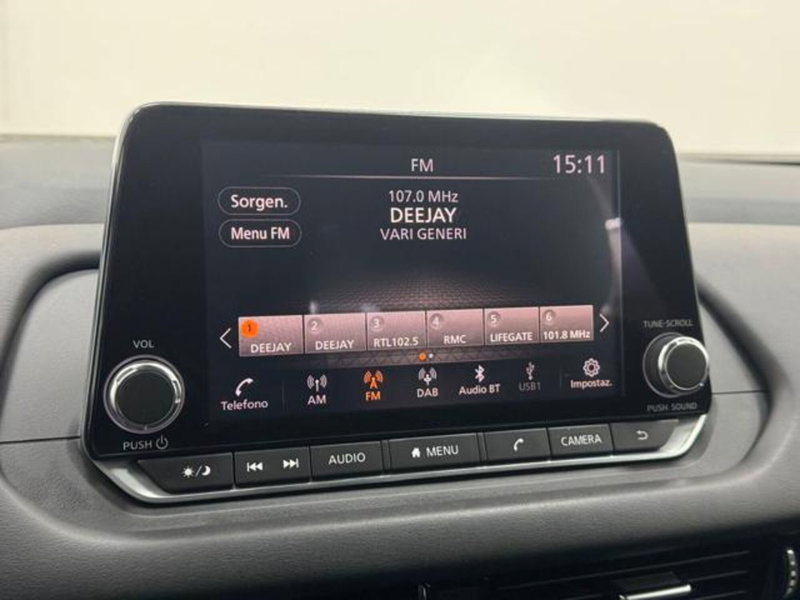 FM
15:11
Sorgen.
Menu FM
107.0 MHz
DEEJAY
VARI GENERI
1 DEEJAY
2 DEEJAY
3 RTL102.5
4 RMC
5 LIFEGATE
6 101.8 MHz
Telefono
AM
FM
DAB
Audio BT
USB1
Impostaz.
VOL
PUSH
TUNE·SCROLL
PUSH SOUND
AUDIO
MENU
CAMERA